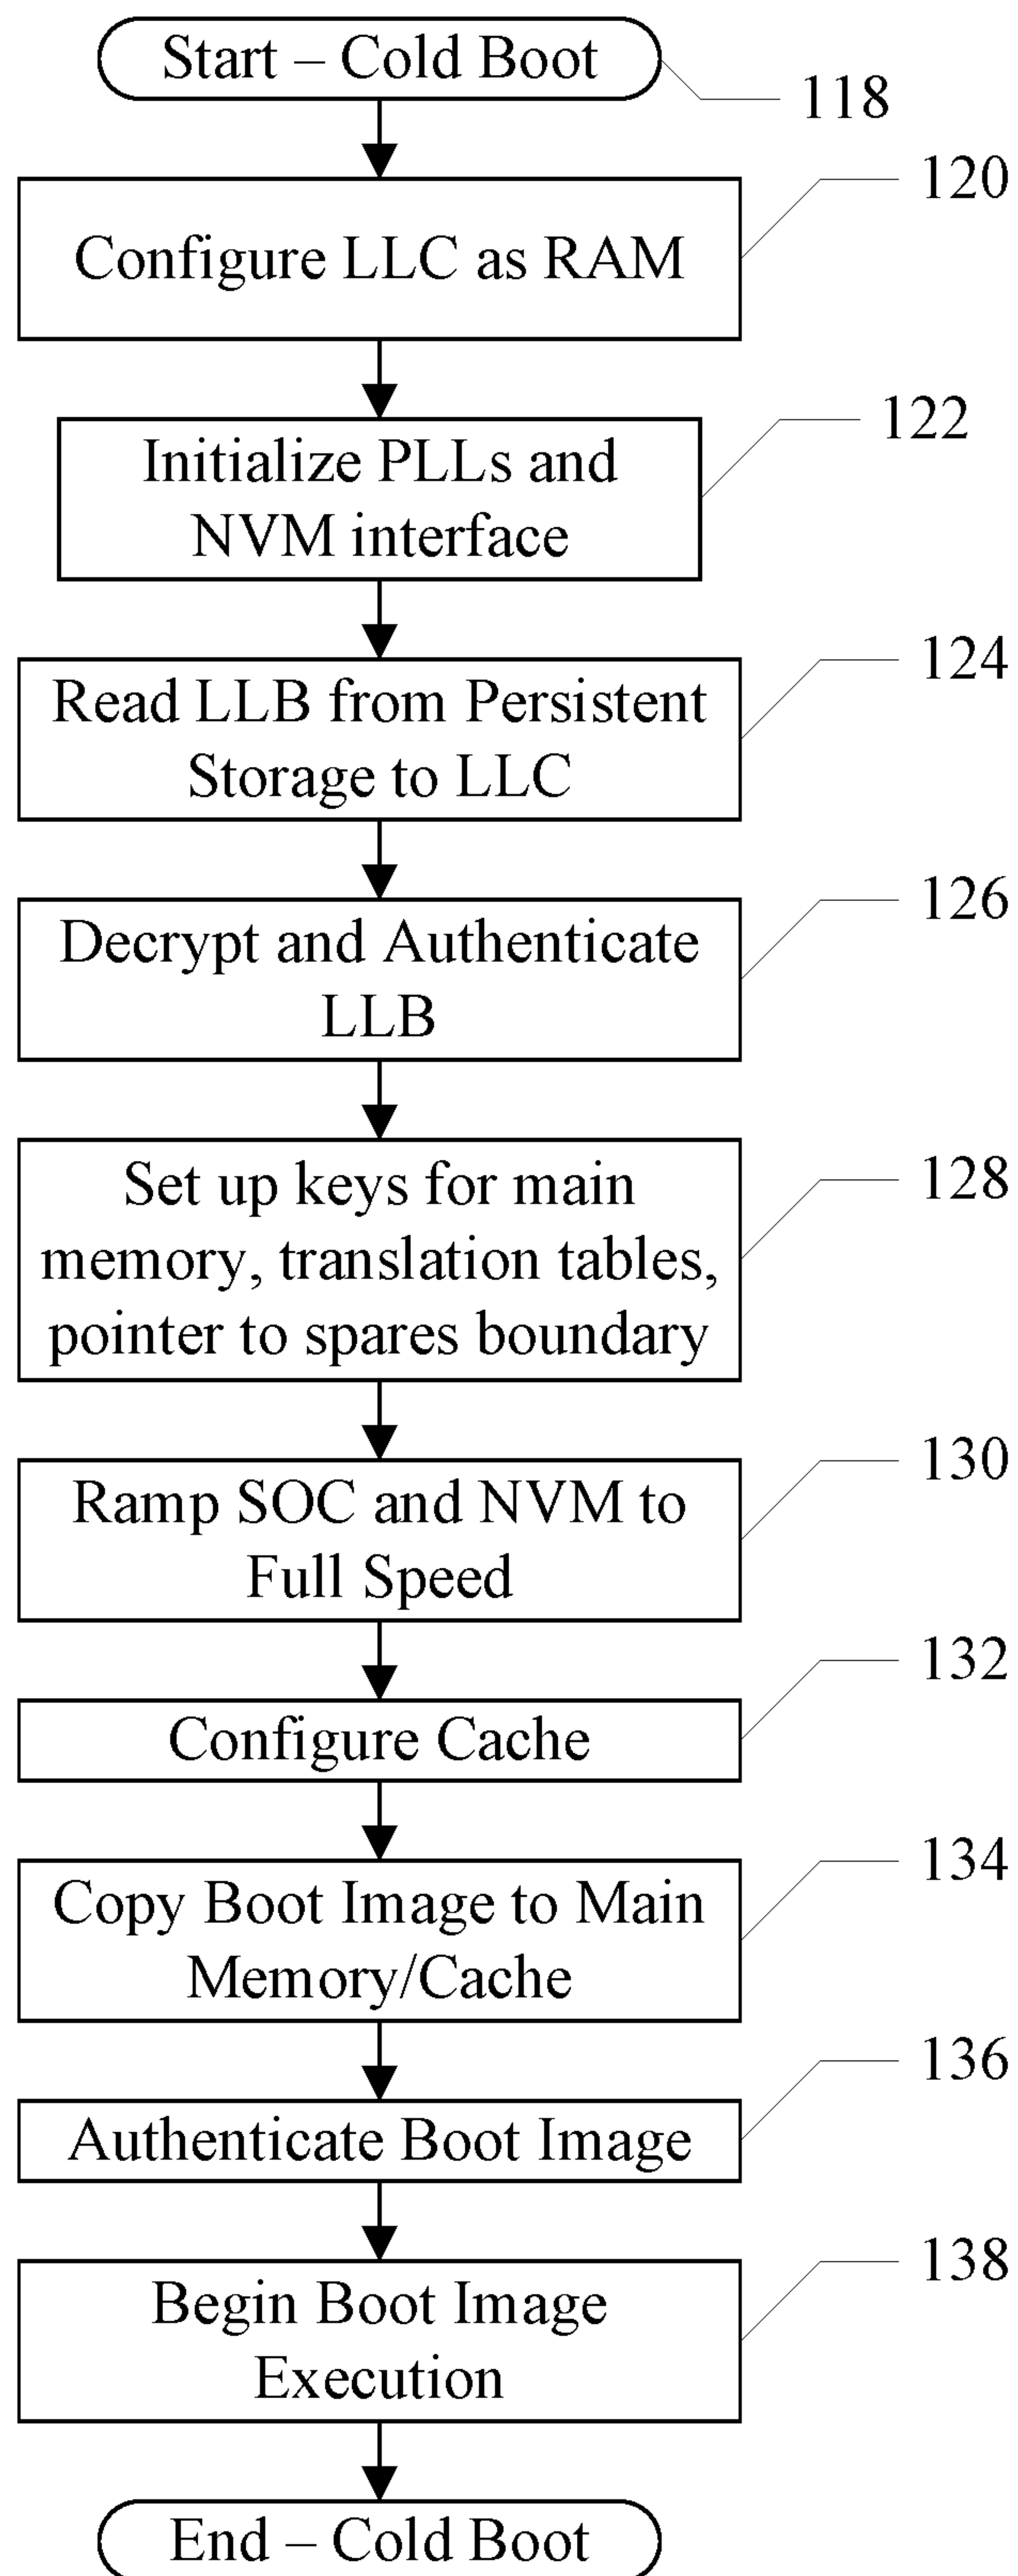 Start – Cold Boot
118
120
Configure LLC as RAM
122
Initialize PLLs and
NVM interface
124
Read LLB from Persistent
Storage to LLC
126
Decrypt and Authenticate
LLB
128
Set up keys for main
memory, translation tables,
pointer to spares boundary
130
Ramp SOC and NVM to
Full Speed
132
Configure Cache
134
Copy Boot Image to Main
Memory/Cache
136
Authenticate Boot Image
138
Begin Boot Image
Execution
End – Cold Boot